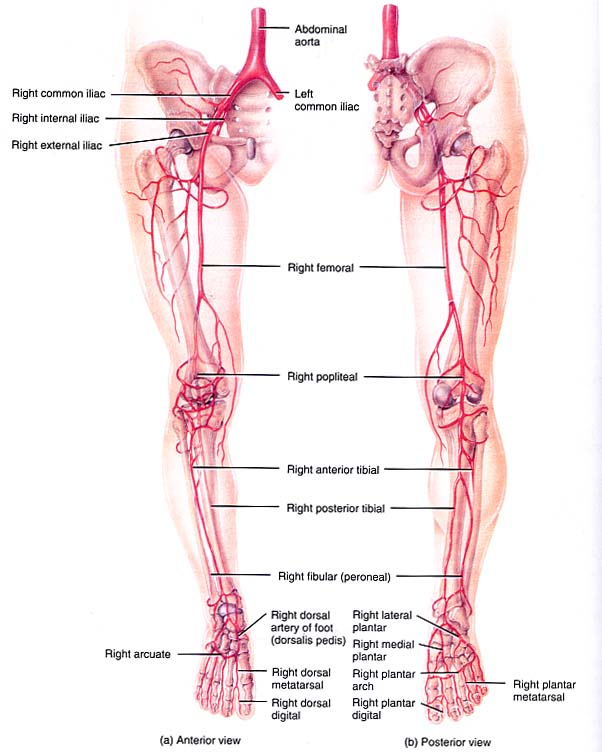 Abdominal
aorta
Right common iliac
Left
common iliac
Right internal iliac
Right external iliac
Right femoral
Right popliteal
Right anterior tibial
Right posterior tibial
Right fibular (peroneal)
Right dorsal
artery of foot
(dorsalis pedis)
Right lateral
plantar
Right medial
plantar
Right arcuate
Right dorsal
metatarsal
Right plantar
arch
Right plantar
metatarsal
Right dorsal
digital
Right plantar
digital
(a) Anterior view
(b) Posterior view